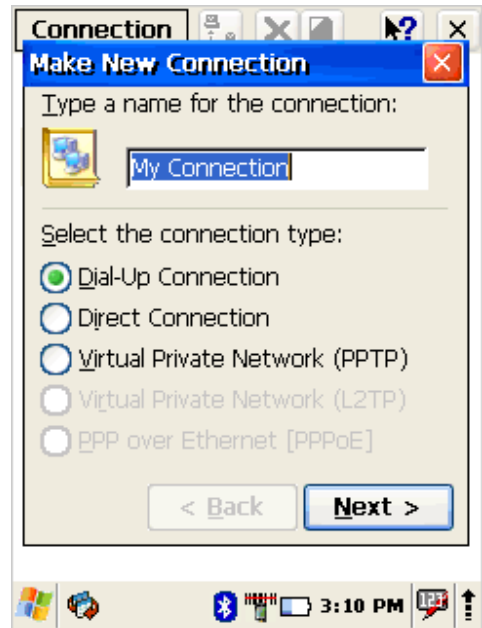 Connection
?
Make New Connection
Type a name for the connection:
My Connection
Select the connection type:
Dial-Up Connection
Direct Connection
Virtual Private Network (PPTP)
Virtual Private Network (L2TP)
PPP over Ethernet [PPPoE]
< Back Next >
3:10 PM 123